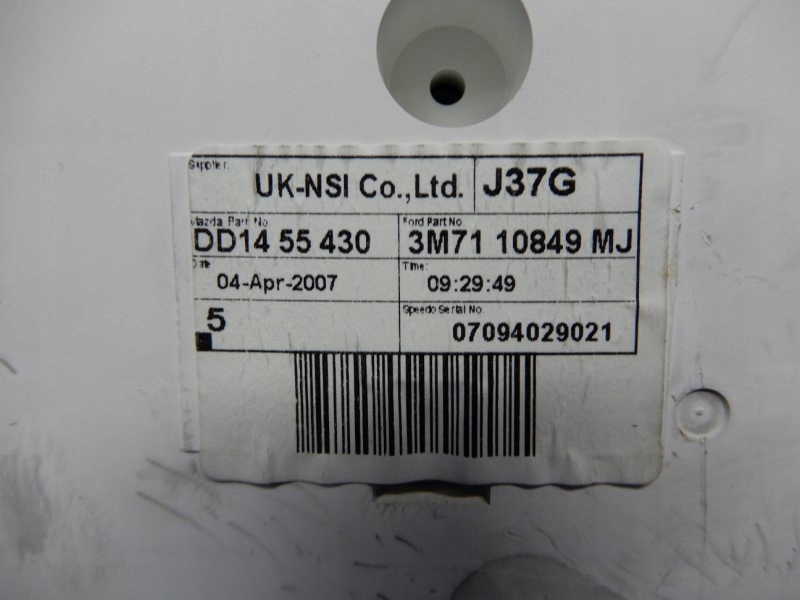 Supplier:
UK-NSI Co.,Ltd. J37G
Mazda Part No Ford Part No.
DD14 55 430 3M71 10849 MJ
Date Time:
04-Apr-2007 09:29:49
5 Speedo Serial No.
07094029021